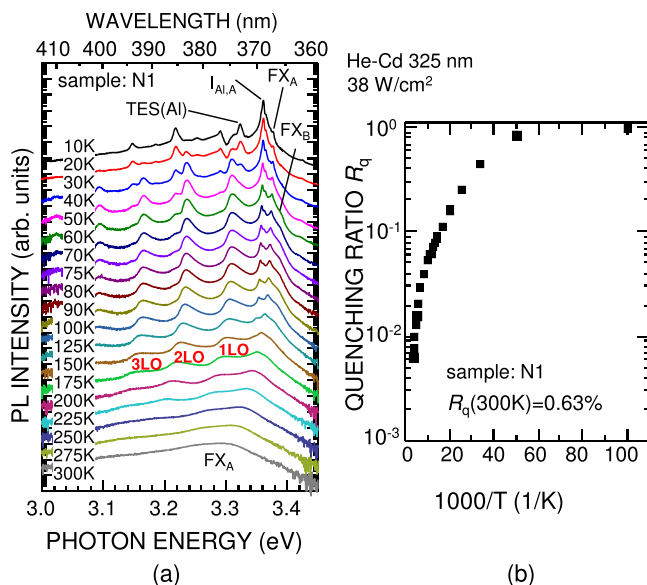 WAVELENGTH (nm)
410 400 390 380 370 360
sample: N1
I_Al,A
FX_A
TES(Al)
FX_B
10K
20K
30K
40K
50K
60K
70K
75K
80K
90K
100K
125K
150K
175K
200K
225K
250K
275K
300K
3LO 2LO 1LO
FX_A
PL INTENSITY (arb. units)
3.0 3.1 3.2 3.3 3.4
PHOTON ENERGY (eV)
(a)
He-Cd 325 nm
38 W/cm²
QUENCHING RATIO R_q
10⁰
10⁻¹
10⁻²
10⁻³
sample: N1
R_q(300K)=0.63%
0 20 40 60 80 100
1000/T (1/K)
(b)